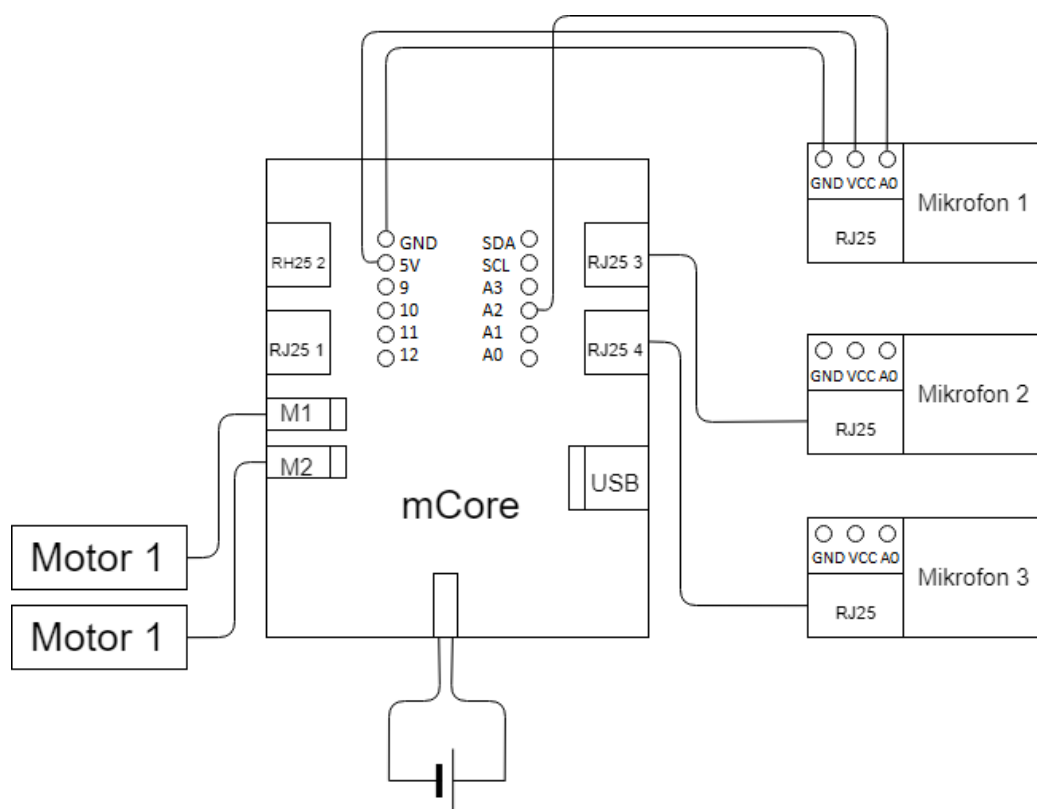 GND VCC A0
Mikrofon 1
RJ25
GND
5V
9
10
11
12
SDA
SCL
A3
A2
A1
A0
RH25 2
RJ25 1
RJ25 3
RJ25 4
M1
M2
USB
mCore
GND VCC A0
Mikrofon 2
RJ25
GND VCC A0
Mikrofon 3
RJ25
Motor 1
Motor 1